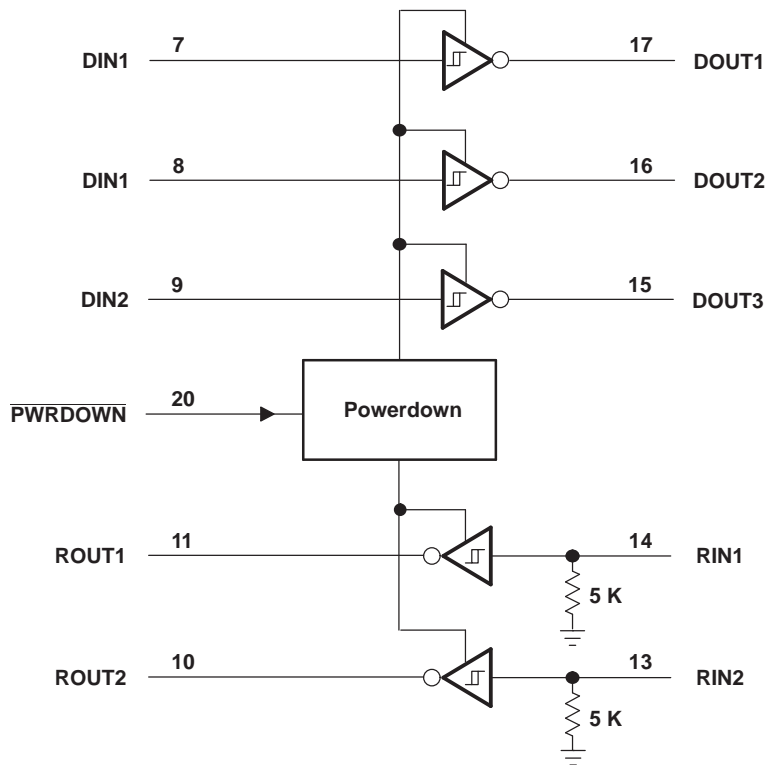 DIN1 7 17 DOUT1
DIN1 8 16 DOUT2
DIN2 9 15 DOUT3
PWRDOWN 20 Powerdown
ROUT1 11 14 RIN1
5 K
ROUT2 10 13 RIN2
5 K